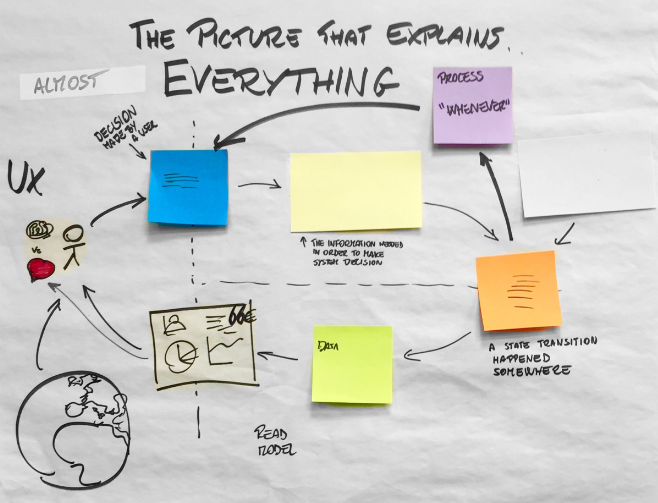 THE PICTURE THAT EXPLAINS..
EVERYTHING
ALMOST
PROCESS
"WHENEVER"
DECISION
MADE BY
A USER
UX
VS
↑ THE INFORMATION NEEDED
IN ORDER TO MAKE
SYSTEM DECISION
66€
DATA
A STATE TRANSITION
HAPPENED
SOMEWHERE
READ
MODEL